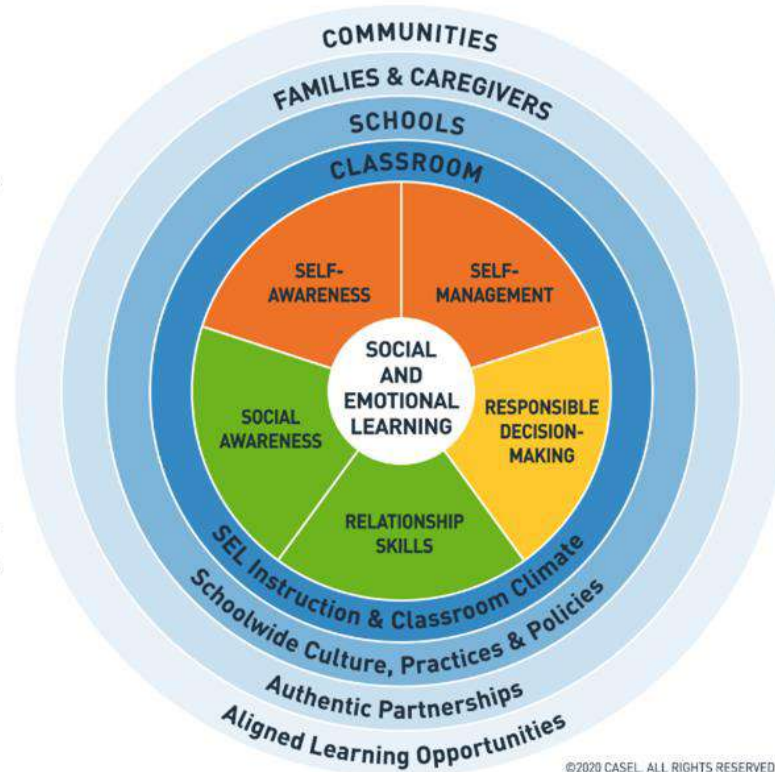 COMMUNITIES
FAMILIES & CAREGIVERS
SCHOOLS
CLASSROOM
SELF-
AWARENESS
SELF-
MANAGEMENT
SOCIAL
AND
EMOTIONAL
LEARNING
SOCIAL
AWARENESS
RESPONSIBLE
DECISION-
MAKING
RELATIONSHIP
SKILLS
SEL Instruction & Classroom Climate
Schoolwide Culture, Practices & Policies
Authentic Partnerships
Aligned Learning Opportunities
©2020 CASEL. ALL RIGHTS RESERVED